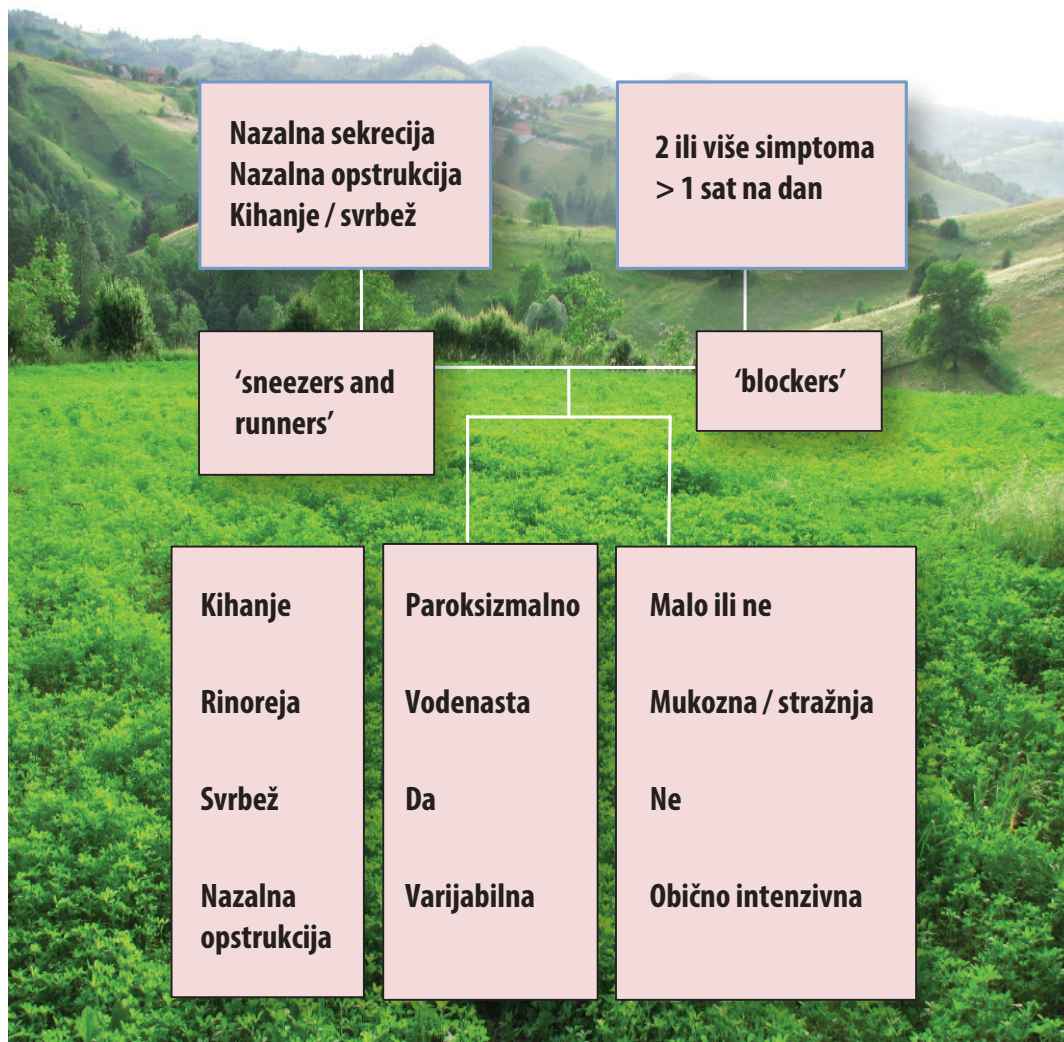 Nazalna sekrecija
Nazalna opstrukcija
Kihanje / svrbež
2 ili više simptoma
> 1 sat na dan
‘sneezers and
runners’
‘blockers’
Kihanje
Paroksizmalno
Malo ili ne
Rinoreja
Vodenasta
Mukozna / stražnja
Svrbež
Da
Ne
Nazalna
opstrukcija
Varijabilna
Obično intenzivna